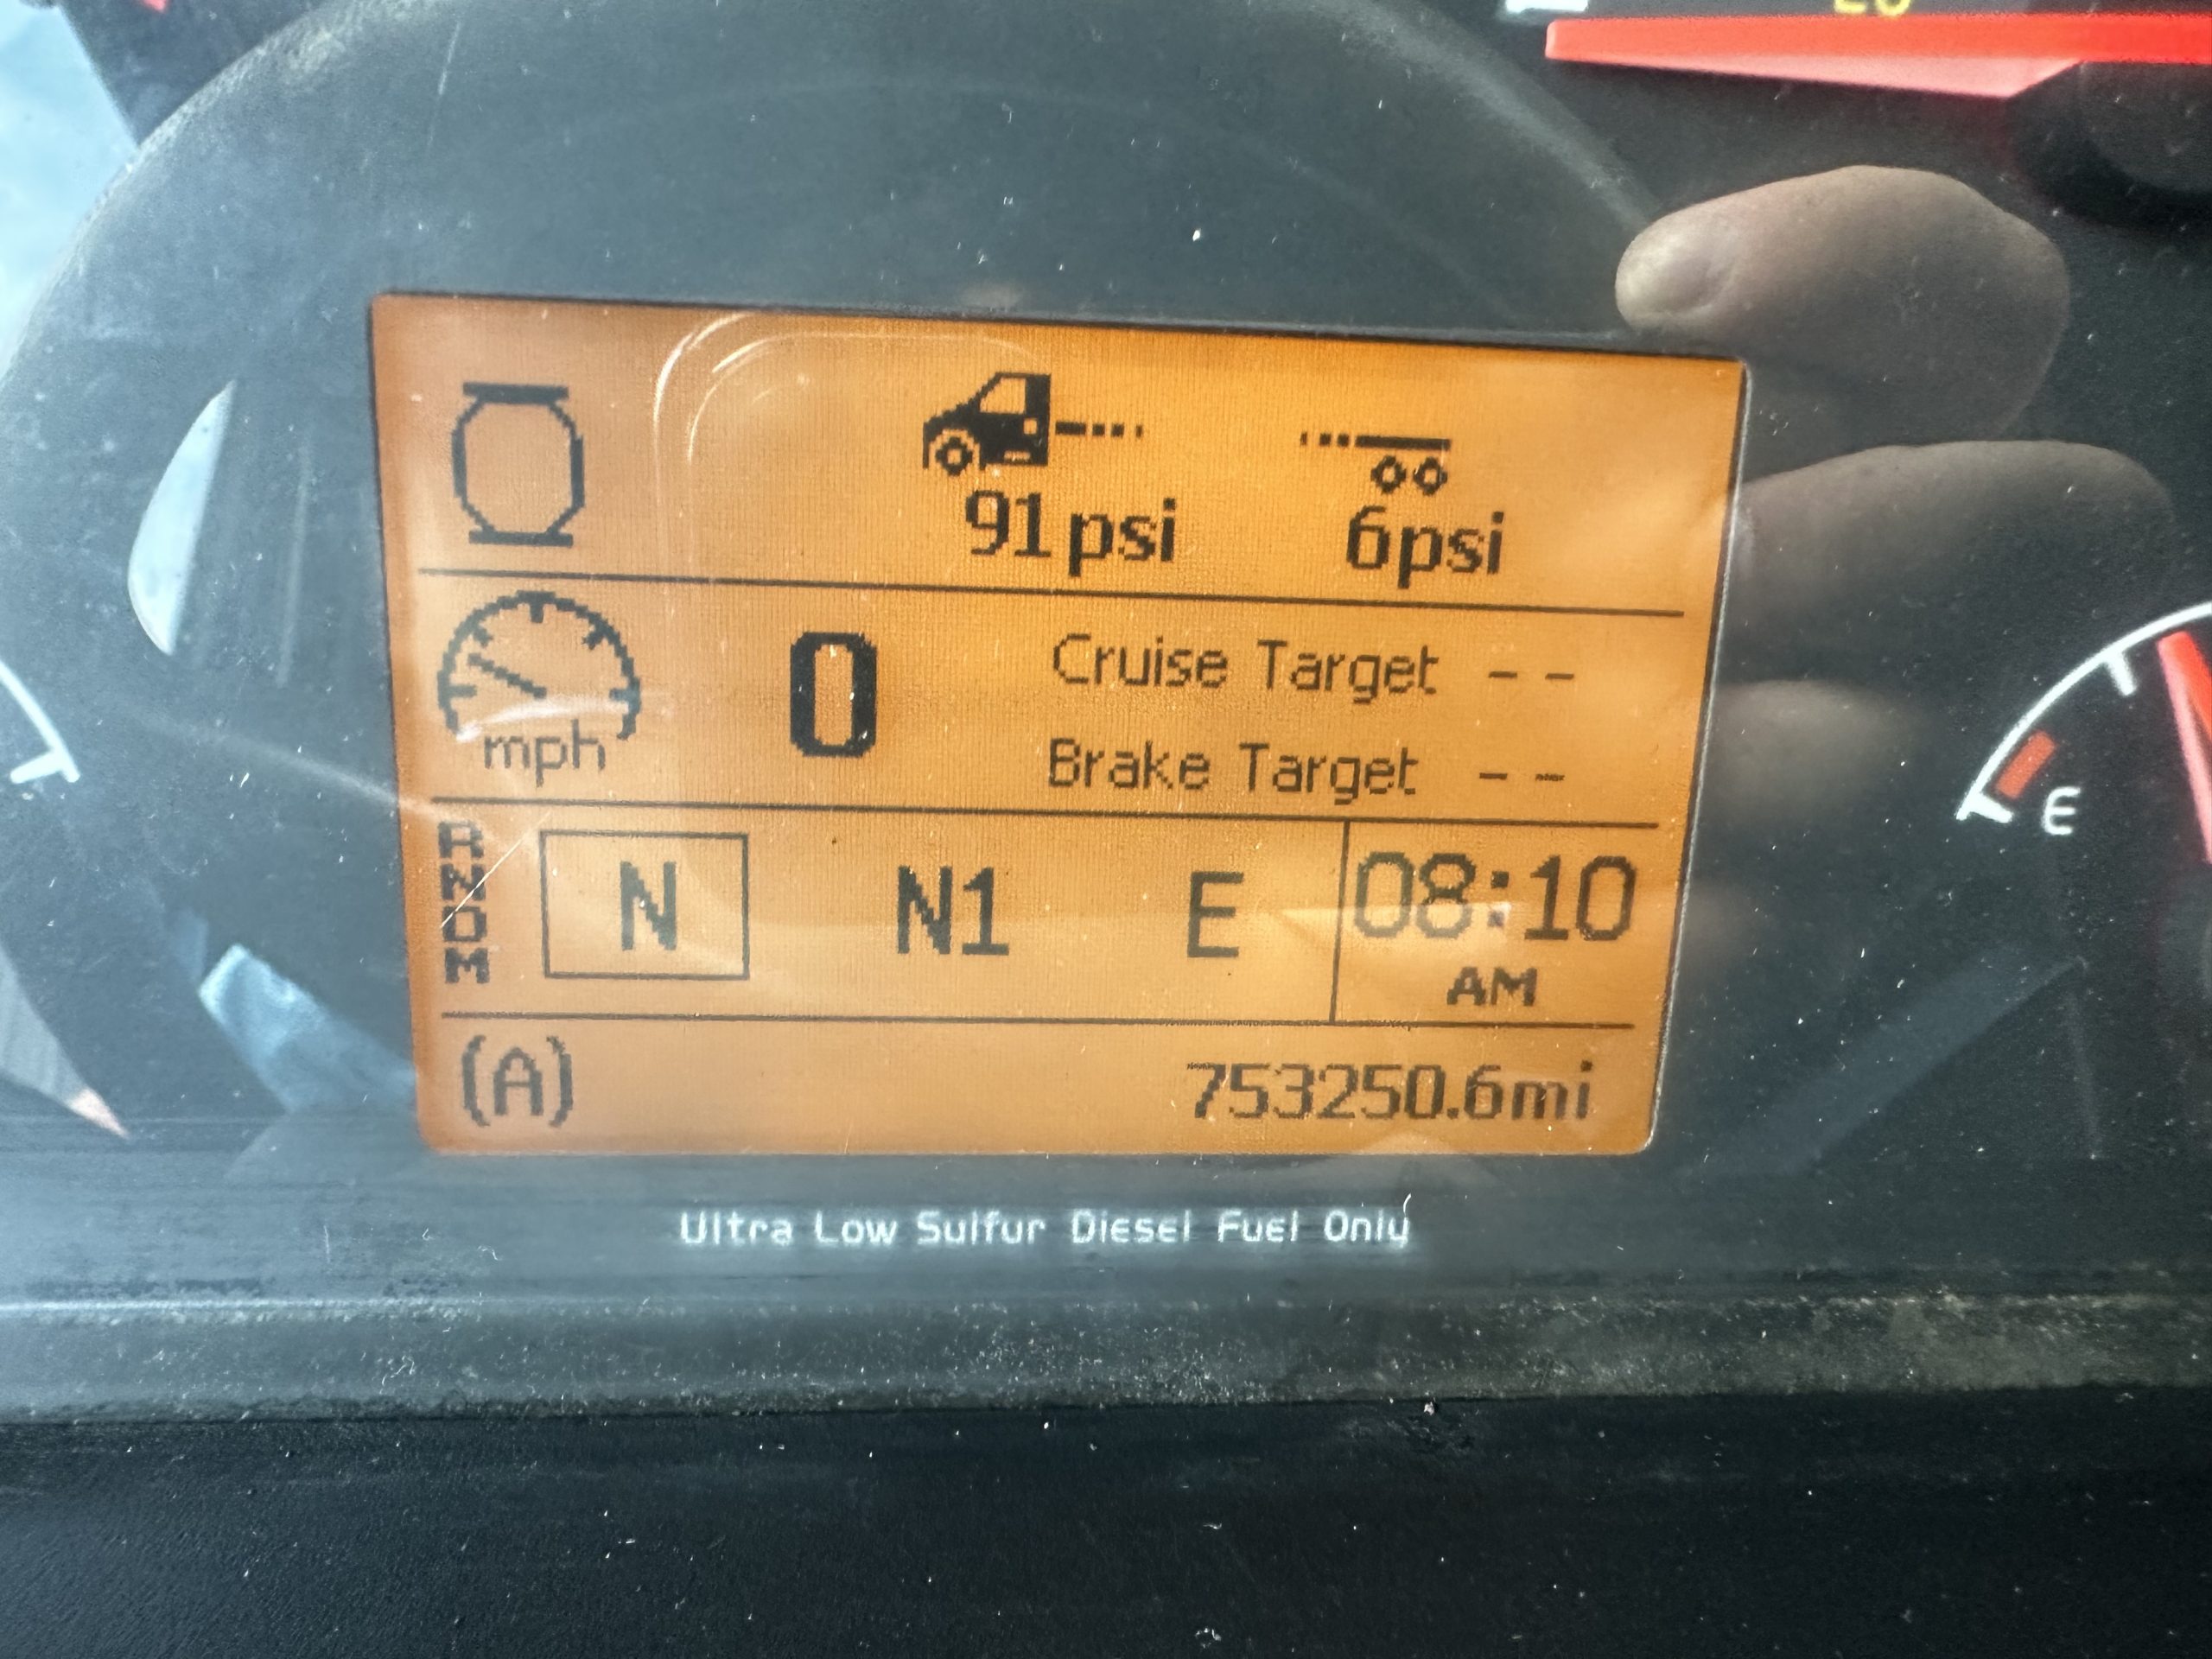 91psi 6psi
0 Cruise Target --
mph Brake Target --
R
N
D
M
N N1 E 08:10
AM
(A) 753250.6mi
E
Ultra Low Sulfur Diesel Fuel Only